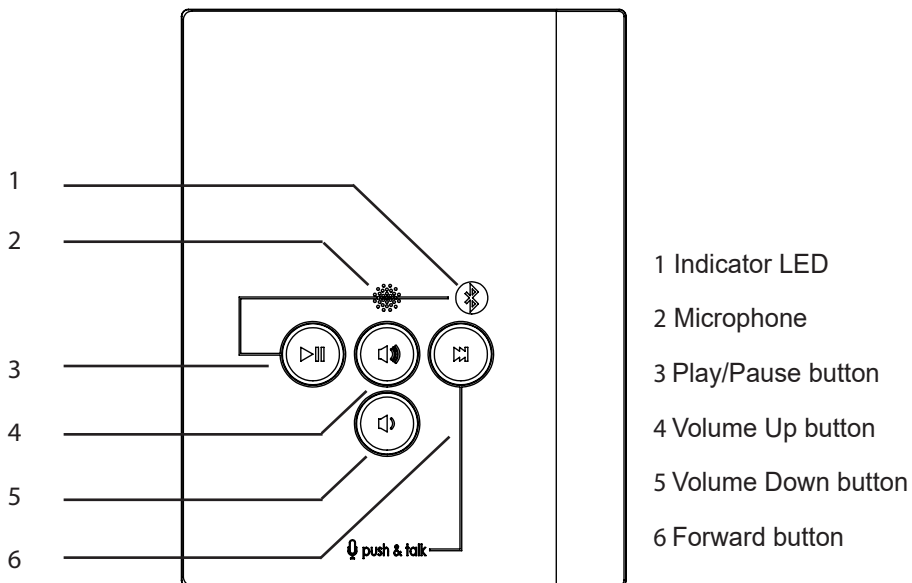 1
2
3
4
5
6
push & talk
1 Indicator LED
2 Microphone
3 Play/Pause button
4 Volume Up button
5 Volume Down button
6 Forward button